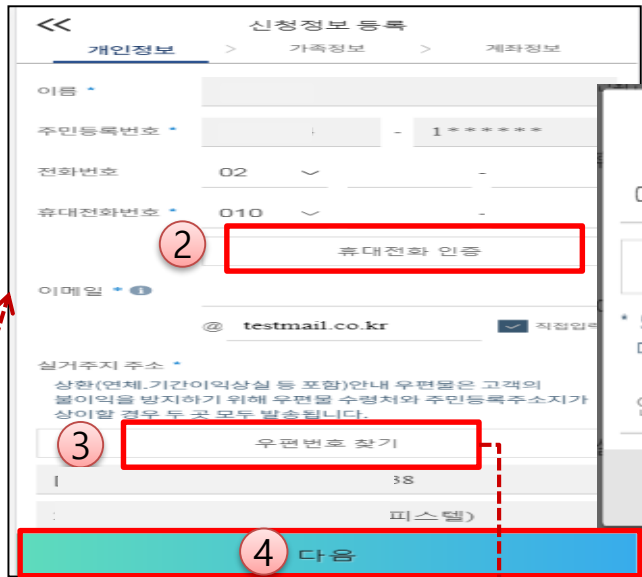 << 신청정보 등록
개인정보 > 가족정보 > 계좌정보
이름 *
주민등록번호 * - 1******
전화번호 02 -
휴대전화번호 * 010 -
2 휴대전화 인증
이메일 *
@ testmail.co.kr 직접입력
실거주지 주소 *
상환(연체.기간이익상실 등 포함)안내 우편물은 고객의
불이익을 방지하기 위해 우편물 수령처와 주민등록주소지가
상이할 경우 두 곳 모두 발송됩니다.
3 우편번호 찾기
38
피스텔)
4 다음